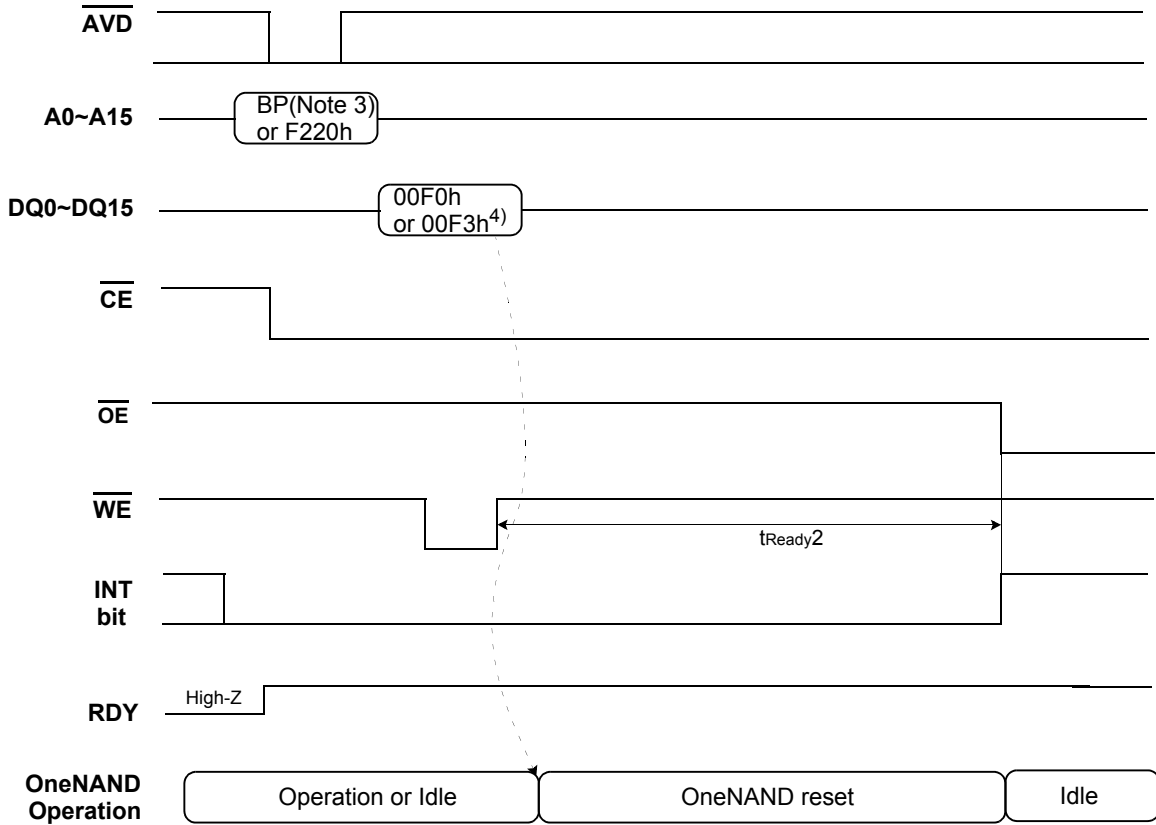 AVD
A0~A15
BP(Note 3)
or F220h
DQ0~DQ15
00F0h
or 00F3h4)
CE
OE
WE
tReady2
INT
bit
High-Z
RDY
OneNAND
Operation
Operation or Idle
OneNAND reset
Idle